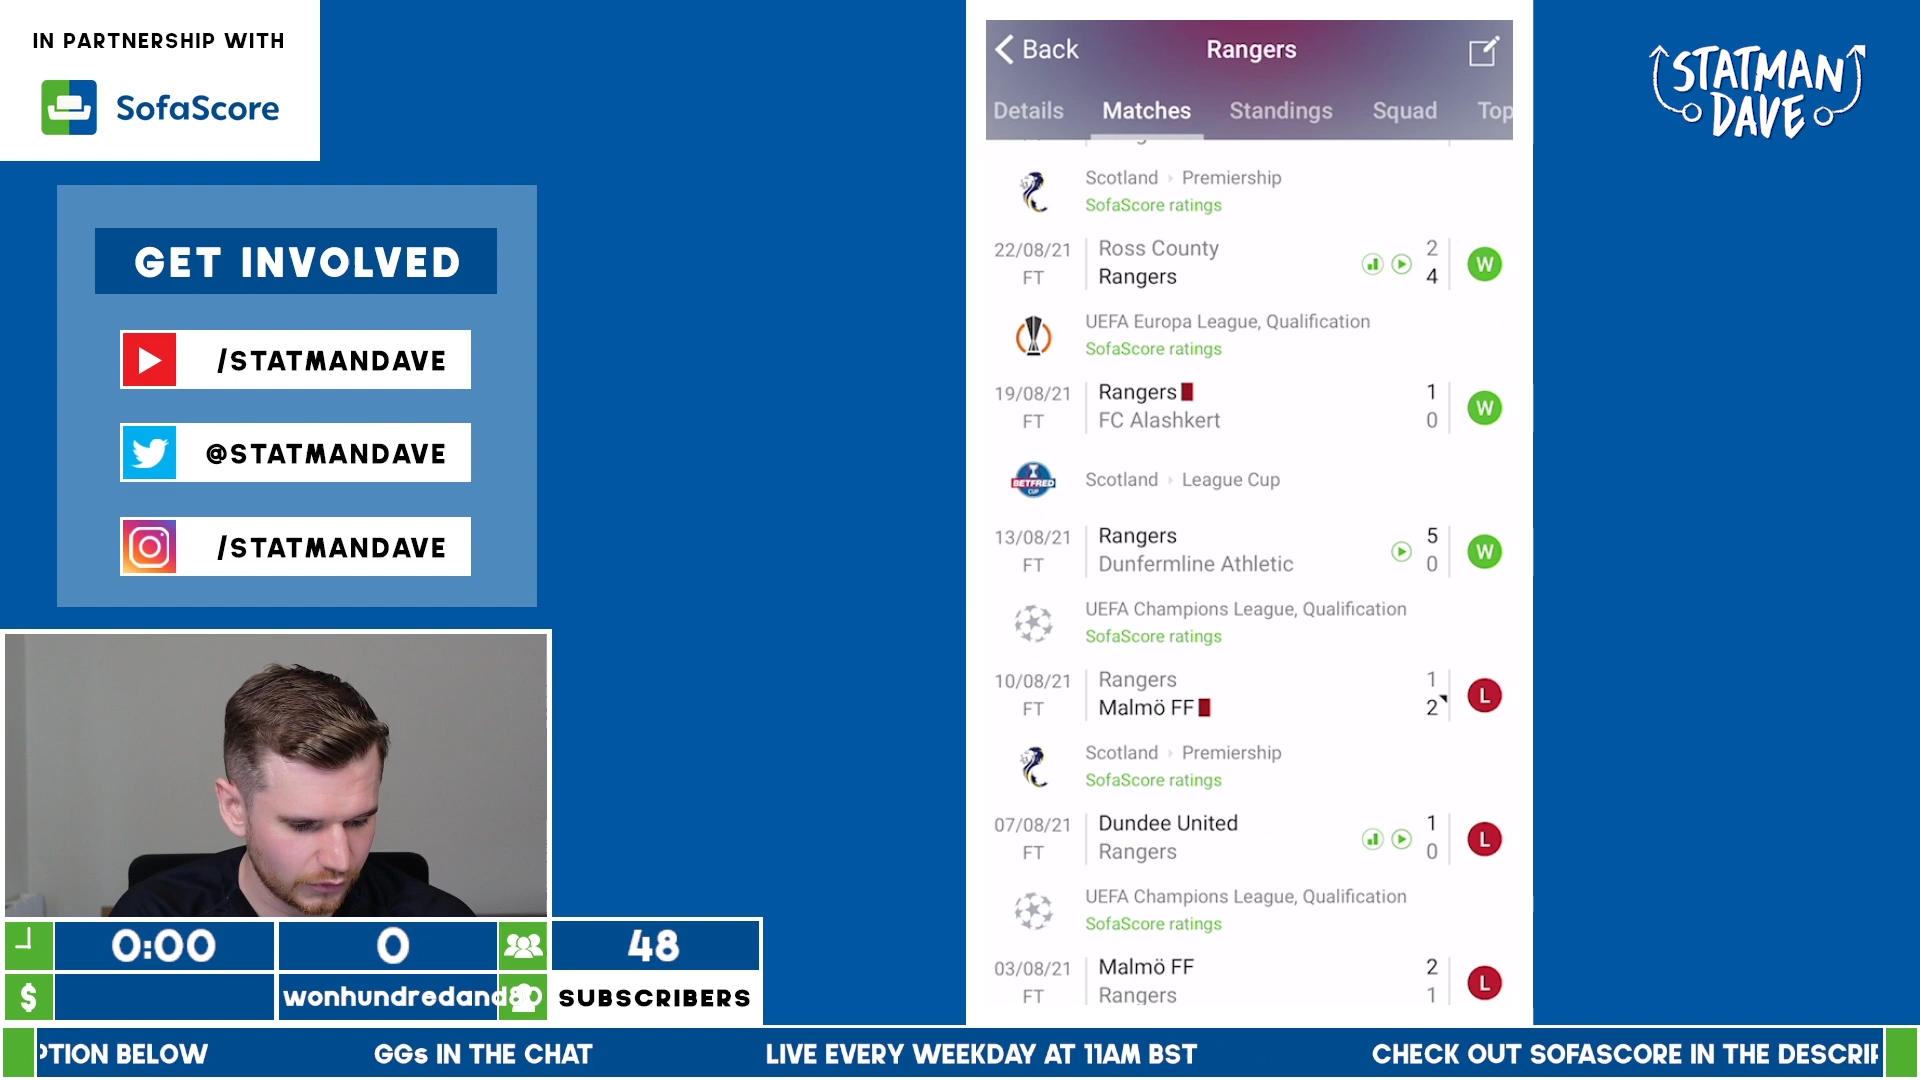 IN PARTNERSHIP WITH
SofaScore
GET INVOLVED
/STATMANDAVE
@STATMANDAVE
/STATMANDAVE
Back
Rangers
Details Matches Standings Squad Top
Scotland Premiership
SofaScore ratings
22/08/21 Ross County 2
FT Rangers 4 W
UEFA Europa League, Qualification
SofaScore ratings
19/08/21 Rangers 1
FT FC Alashkert 0 W
BETFRED CUP
Scotland League Cup
13/08/21 Rangers 5
FT Dunfermline Athletic 0 W
UEFA Champions League, Qualification
SofaScore ratings
10/08/21 Rangers 1
FT Malmö FF 2 L
Scotland Premiership
SofaScore ratings
07/08/21 Dundee United 1
FT Rangers 0 L
UEFA Champions League, Qualification
SofaScore ratings
03/08/21 Malmö FF 2
FT Rangers 1 L
STATMAN
DAVE
0:00 0 48
$ wonhundredand80 SUBSCRIBERS
PTION BELOW GGs IN THE CHAT LIVE EVERY WEEKDAY AT 11AM BST CHECK OUT SOFASCORE IN THE DESCRIP